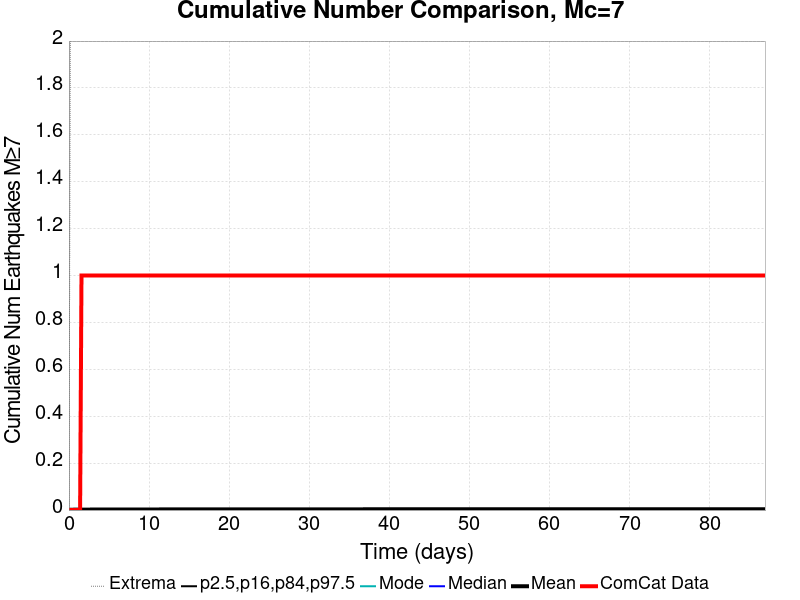 Cumulative Number Comparison, Mc=7
Cumulative Num Earthquakes M≥7
2
1.8
1.6
1.4
1.2
1
0.8
0.6
0.4
0.2
0
0 10 20 30 40 50 60 70 80
Time (days)
Extrema p2.5,p16,p84,p97.5 Mode Median Mean ComCat Data